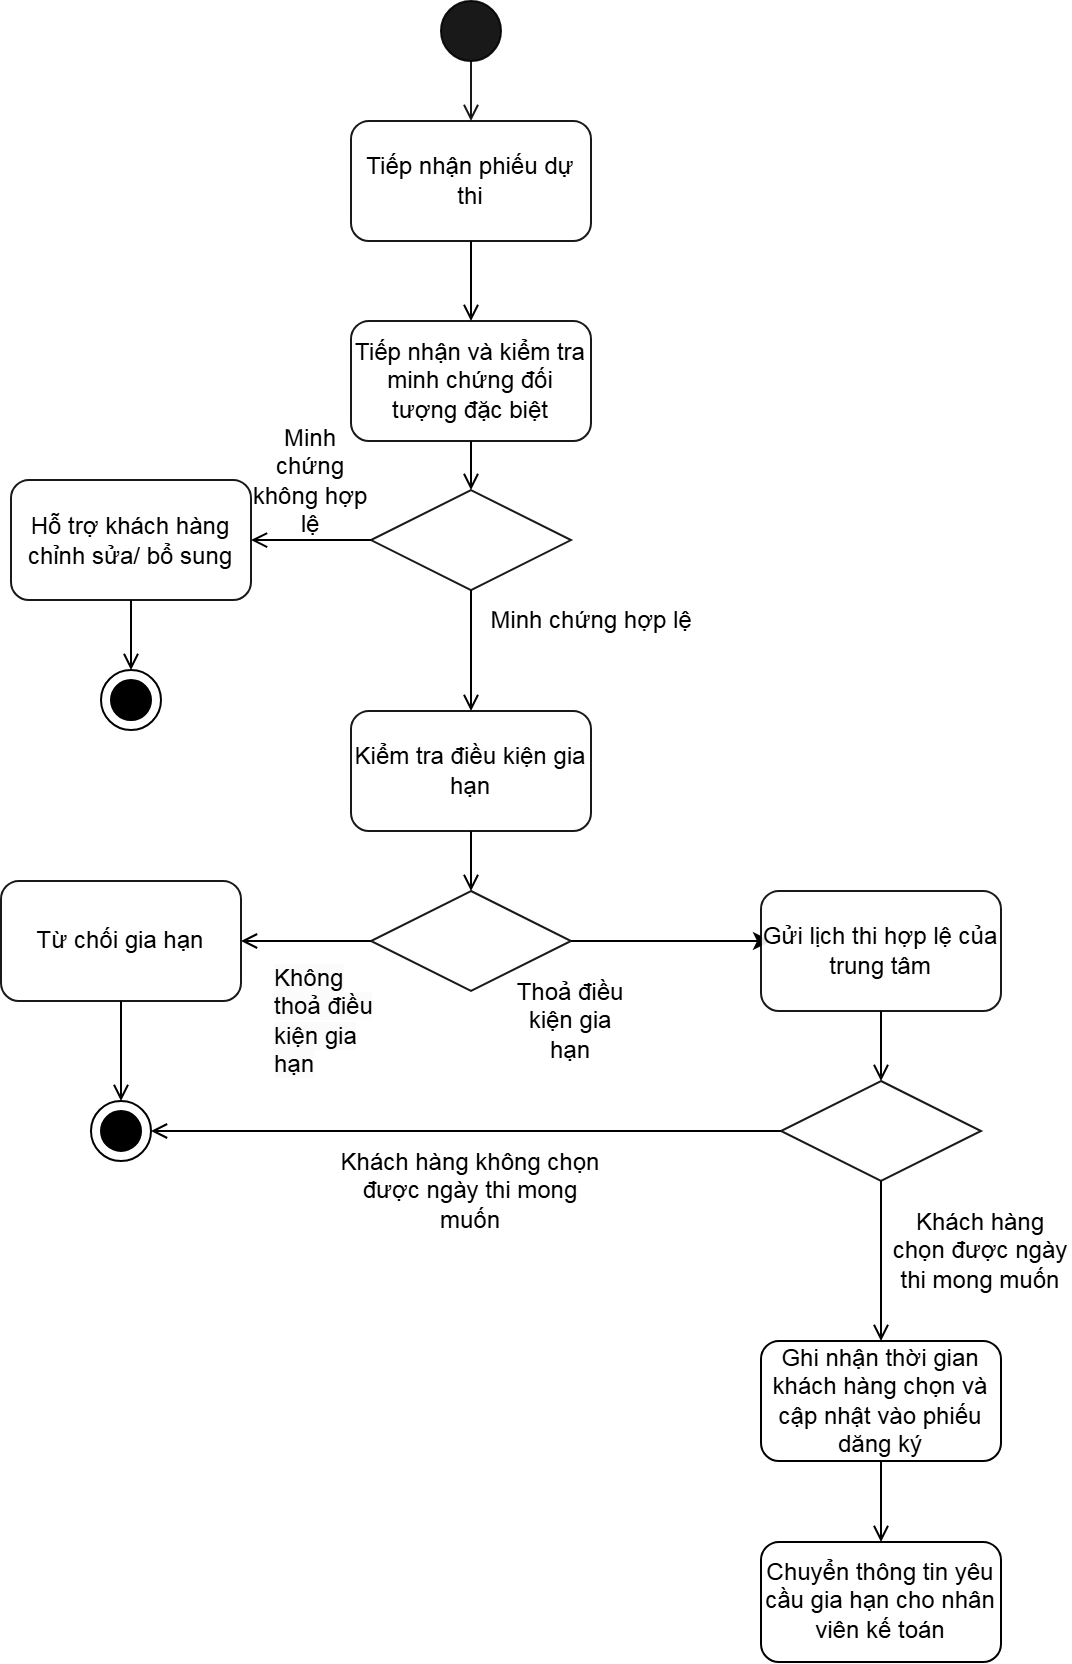 Tiếp nhận phiếu dự
thi
Tiếp nhận và kiểm tra
minh chứng đối
tượng đặc biệt
Minh
chứng
không hợp
lệ
Hỗ trợ khách hàng
chỉnh sửa/ bổ sung
Minh chứng hợp lệ
Kiểm tra điều kiện gia
hạn
Từ chối gia hạn
Gửi lịch thi hợp lệ của
trung tâm
Không
thoả điều
kiện gia
hạn
Thoả điều
kiện gia
hạn
Khách hàng không chọn
được ngày thi mong
muốn
Khách hàng
chọn được ngày
thi mong muốn
Ghi nhận thời gian
khách hàng chọn và
cập nhật vào phiếu
dăng ký
Chuyển thông tin yêu
cầu gia hạn cho nhân
viên kế toán